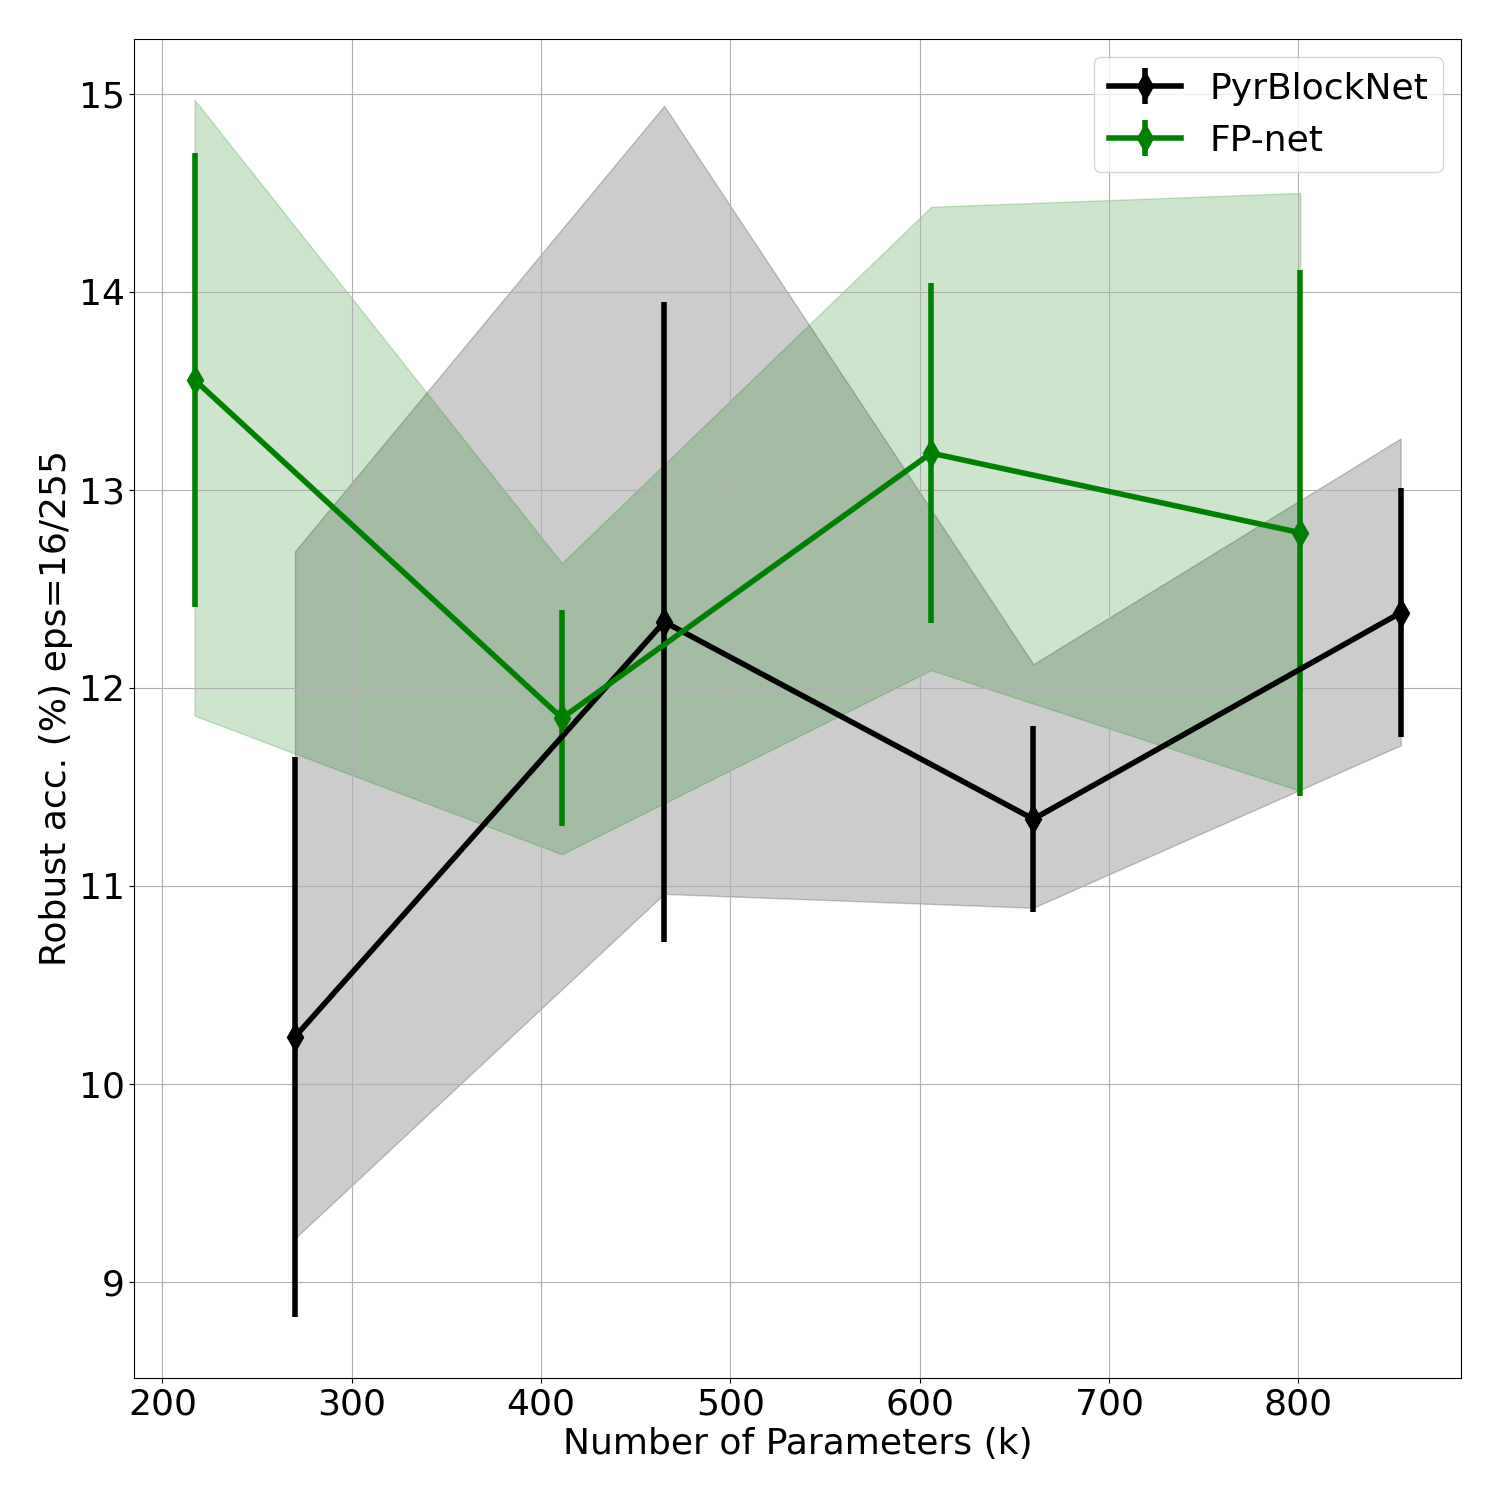 PyrBlockNet
FP-net
15
14
13
12
11
10
9
Robust acc. (%) eps=16/255
200 300 400 500 600 700 800
Number of Parameters (k)